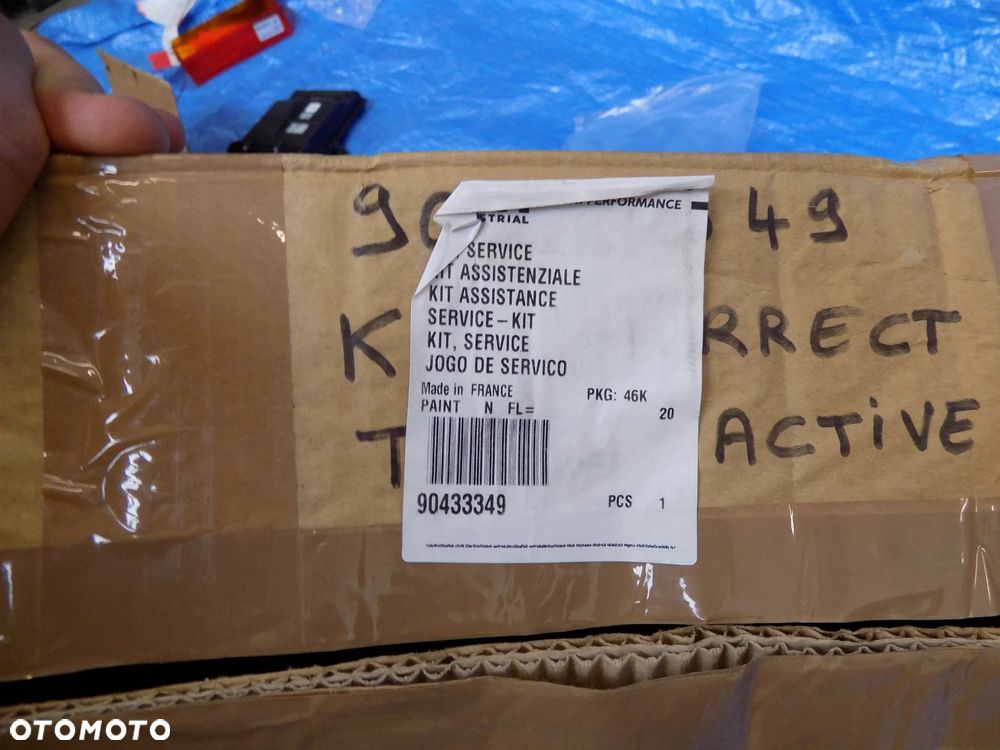 PERFORMANCE
STRIAL
90 49
SERVICE
KIT ASSISTENZIALE
KIT ASSISTANCE
SERVICE - KIT
KIT, SERVICE
JOGO DE SERVICO
K RRECT
Made in FRANCE PKG: 46K
PAINT N FL= 20
T ACTiVE
90433349 PCS 1
OTOMOTO